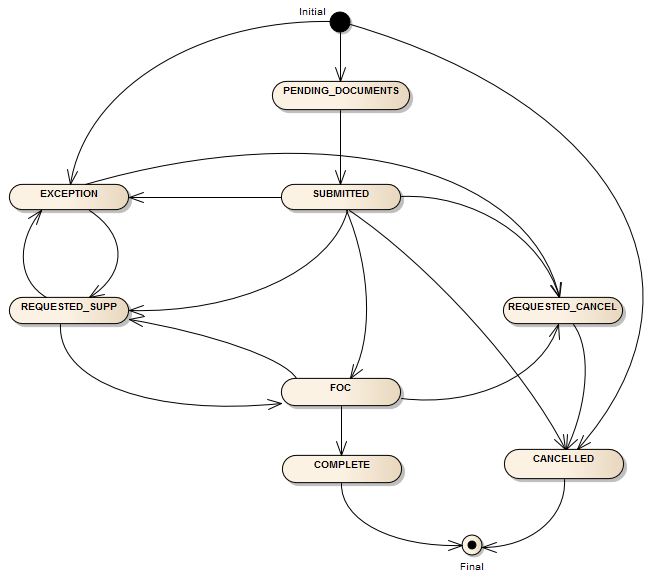 Initial
PENDING_DOCUMENTS
EXCEPTION
SUBMITTED
REQUESTED_SUPP
REQUESTED_CANCEL
FOC
COMPLETE
CANCELLED
Final